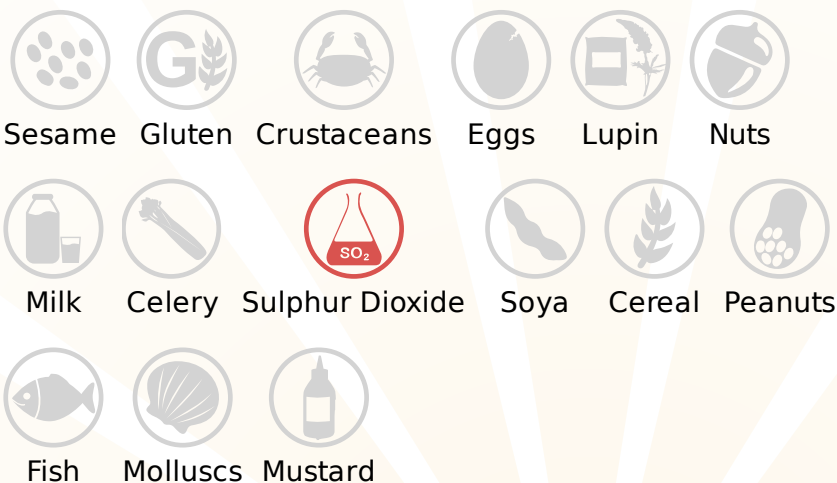 G
Sesame Gluten Crustaceans Eggs Lupin Nuts
SO₂
Milk Celery Sulphur Dioxide Soya Cereal Peanuts
Fish Molluscs Mustard